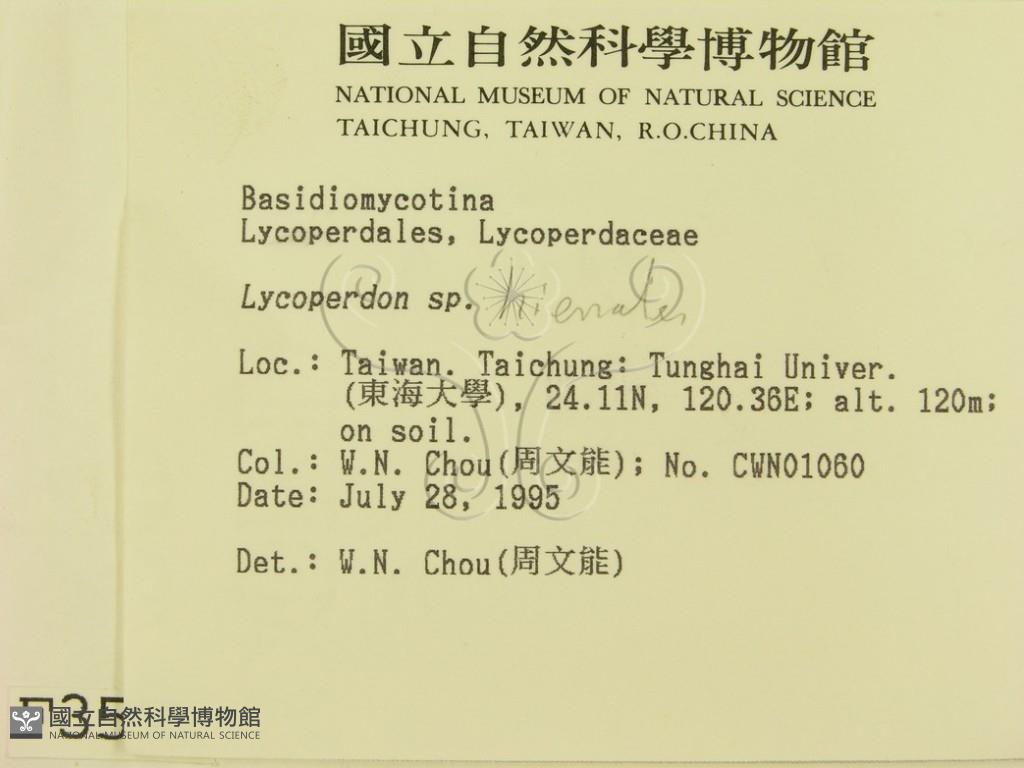 國立自然科學博物館
NATIONAL MUSEUM OF NATURAL SCIENCE
TAICHUNG, TAIWAN, R.O.CHINA
Basidiomycotina
Lycoperdales, Lycoperdaceae
Lycoperdon sp.
Loc.: Taiwan. Taichung: Tunghai Univer.
(東海大學), 24.11N, 120.36E; alt. 120m;
on soil.
Col.: W.N. Chou(周文能); No. CWN01060
Date: July 28, 1995
Det.: W.N. Chou(周文能)
35
國立自然科學博物館
NATIONAL MUSEUM OF NATURAL SCIENCE